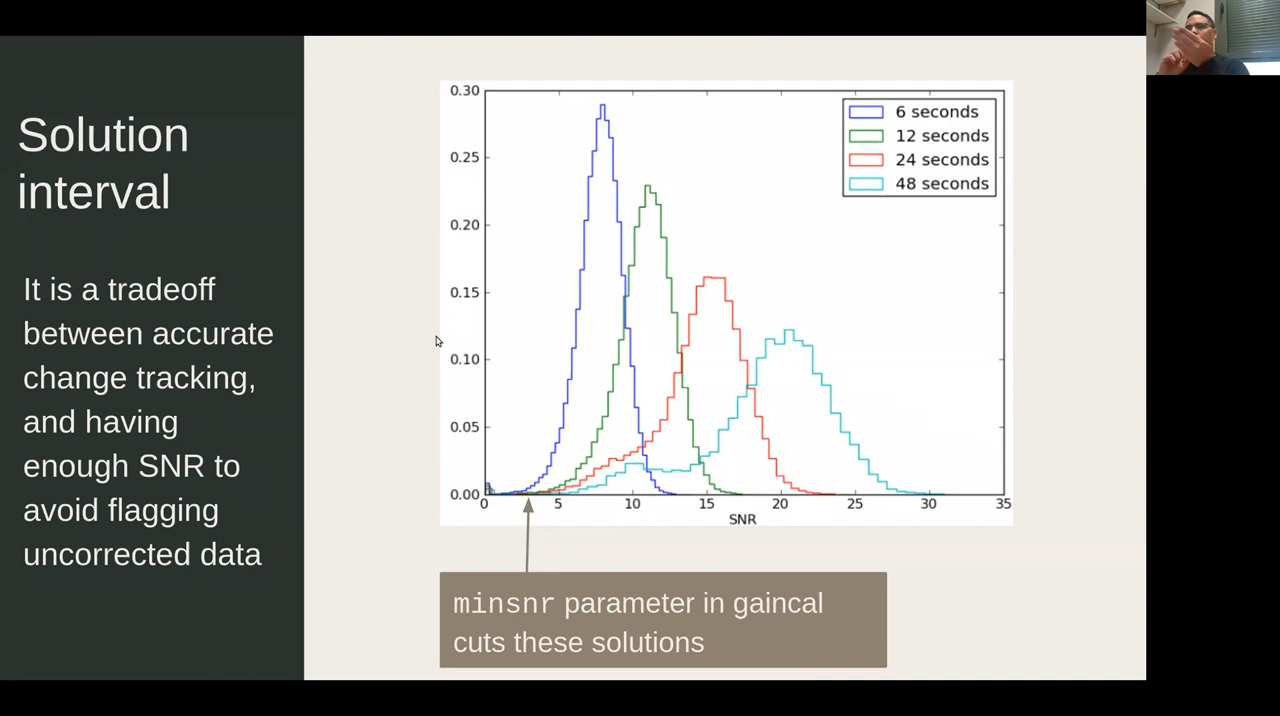 Solution
interval
It is a tradeoff
between accurate
change tracking,
and having
enough SNR to
avoid flagging
uncorrected data
0.30
0.25
0.20
0.15
0.10
0.05
0.00
0 5 10 15 20 25 30 35
SNR
6 seconds
12 seconds
24 seconds
48 seconds
minsnr parameter in gaincal
cuts these solutions